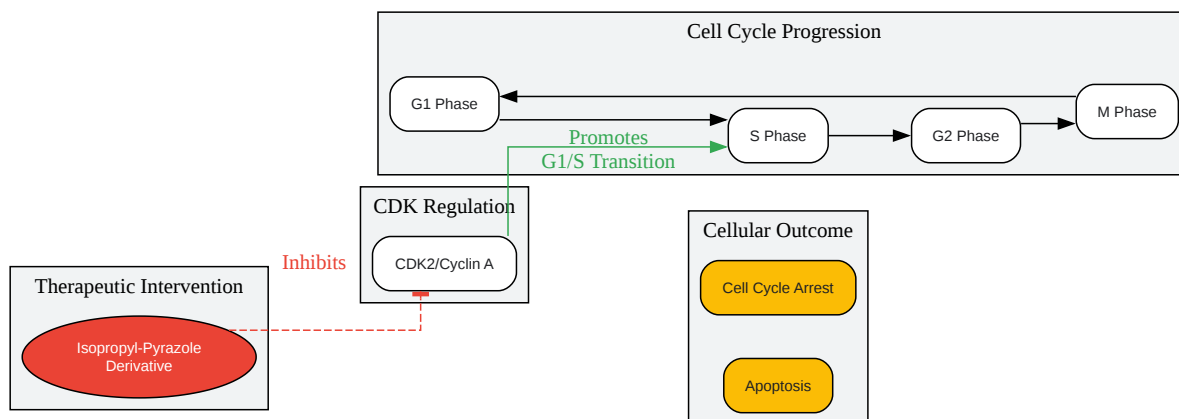 Cell Cycle Progression
G1 Phase
M Phase
S Phase
G2 Phase
Promotes
G1/S Transition
CDK Regulation
CDK2/Cyclin A
Cellular Outcome
Cell Cycle Arrest
Apoptosis
Inhibits
Therapeutic Intervention
Isopropyl-Pyrazole
Derivative